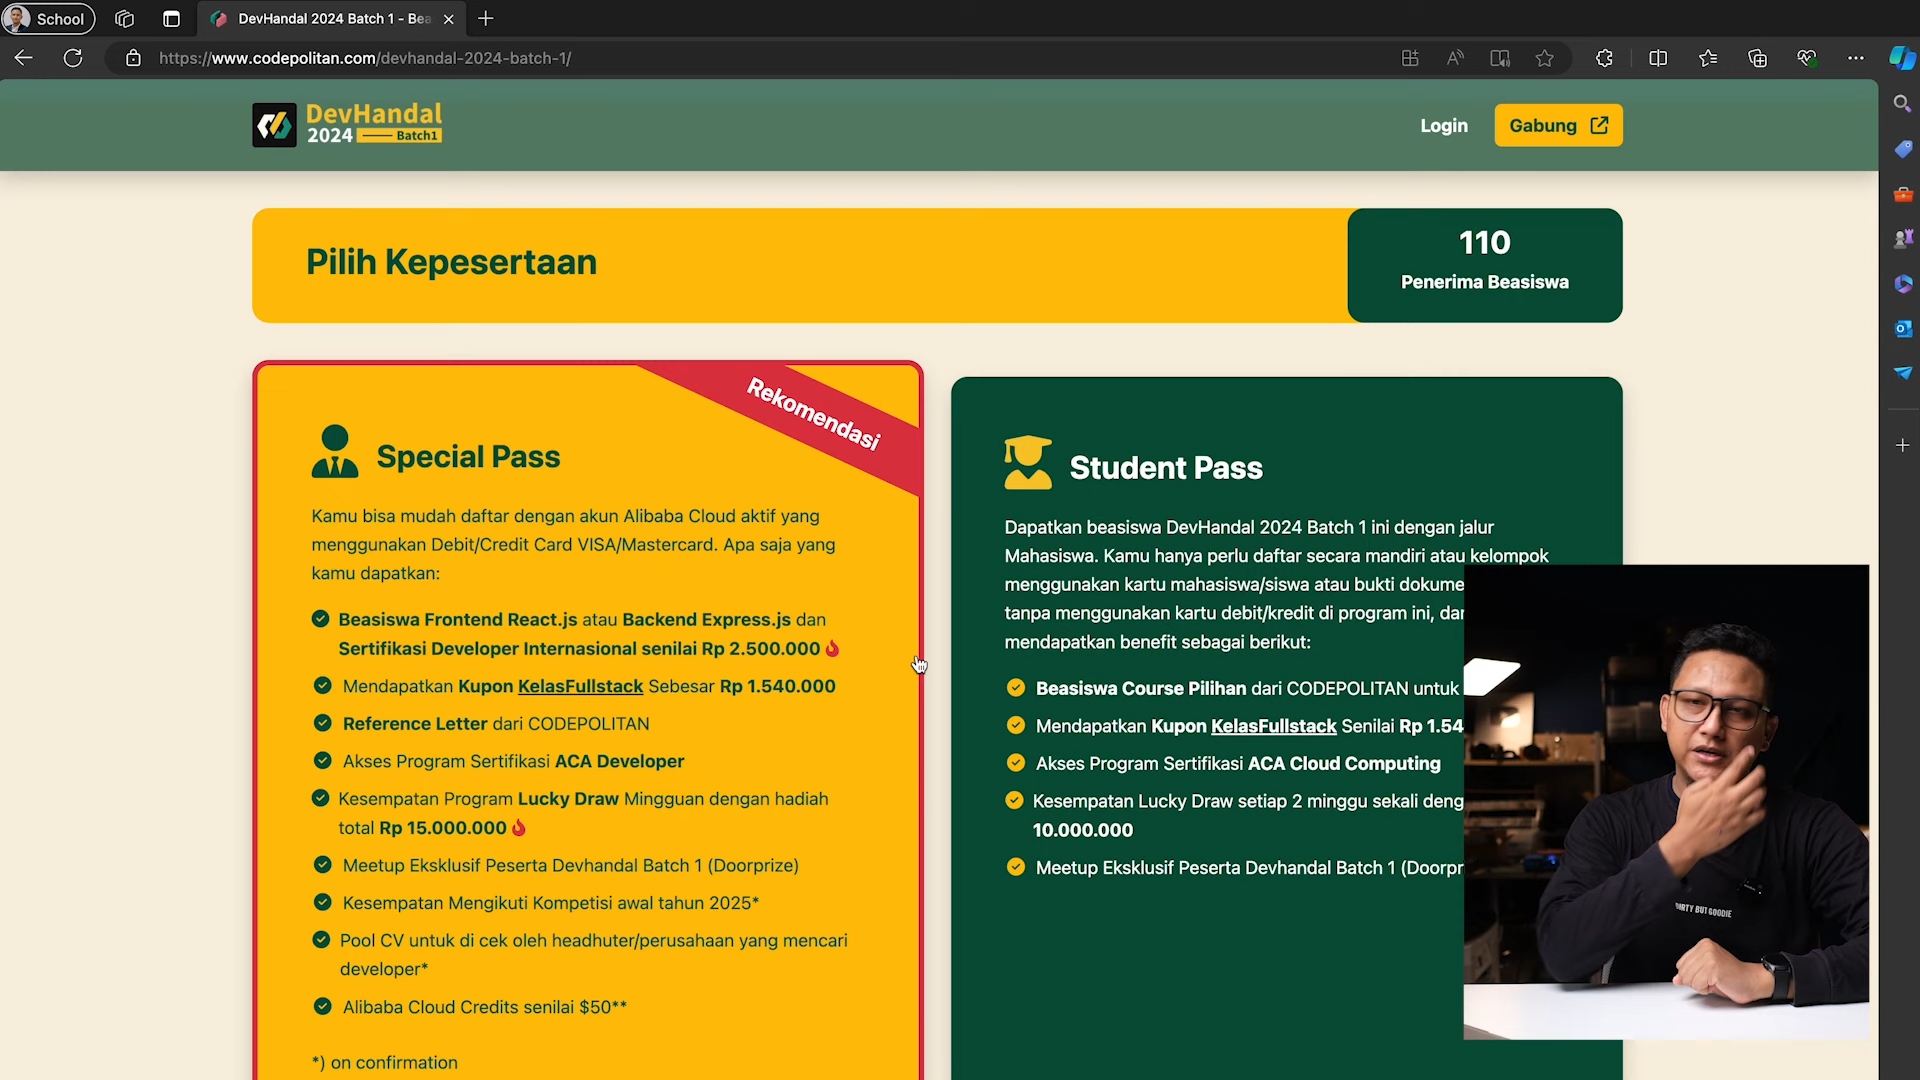 School
DevHandal 2024 Batch 1 - Bea
https://www.codepolitan.com/devhandal-2024-batch-1/
DevHandal
2024 Batch1
Login
Gabung
Pilih Kepesertaan
110
Penerima Beasiswa
Rekomendasi
Special Pass
Kamu bisa mudah daftar dengan akun Alibaba Cloud aktif yang
menggunakan Debit/Credit Card VISA/Mastercard. Apa saja yang
kamu dapatkan:
Beasiswa Frontend React.js atau Backend Express.js dan
Sertifikasi Developer Internasional senilai Rp 2.500.000
Mendapatkan Kupon KelasFullstack Sebesar Rp 1.540.000
Reference Letter dari CODEPOLITAN
Akses Program Sertifikasi ACA Developer
Kesempatan Program Lucky Draw Mingguan dengan hadiah
total Rp 15.000.000
Meetup Eksklusif Peserta Devhandal Batch 1 (Doorprize)
Kesempatan Mengikuti Kompetisi awal tahun 2025*
Pool CV untuk di cek oleh headhuter/perusahaan yang mencari
developer*
Alibaba Cloud Credits senilai $50**
*) on confirmation
Student Pass
Dapatkan beasiswa DevHandal 2024 Batch 1 ini dengan jalur
Mahasiswa. Kamu hanya perlu daftar secara mandiri atau kelompok
menggunakan kartu mahasiswa/siswa atau bukti dokume
tanpa menggunakan kartu debit/kredit di program ini, dan
mendapatkan benefit sebagai berikut:
Beasiswa Course Pilihan dari CODEPOLITAN untuk
Mendapatkan Kupon KelasFullstack Senilai Rp 1.54
Akses Program Sertifikasi ACA Cloud Computing
Kesempatan Lucky Draw setiap 2 minggu sekali deng
10.000.000
Meetup Eksklusif Peserta Devhandal Batch 1 (Doorpr
DIRTY BUT GOODIE